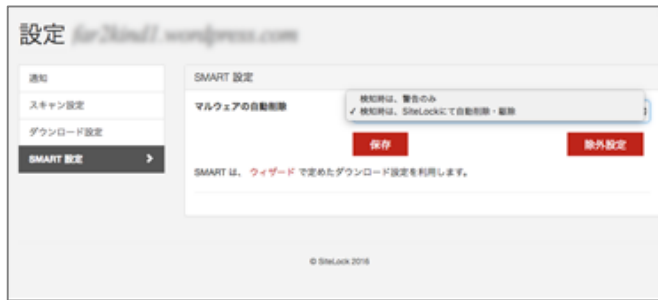 設定
通知
スキャン設定
ダウンロード設定
SMART 設定
SMART 設定
マルウェアの自動削除
検知時は、警告のみ
✓ 検知時は、SiteLockにて自動削除・駆除
保存
除外設定
SMART は、 ウィザード で定めたダウンロード設定を利用します。
© SiteLock 2016